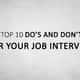 TOP 10 DO'S AND DON'T
R YOUR JOB INTERV